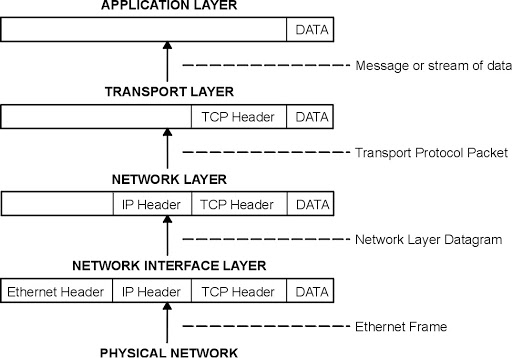 APPLICATION LAYER
DATA
Message or stream of data
TRANSPORT LAYER
TCP Header DATA
Transport Protocol Packet
NETWORK LAYER
IP Header TCP Header DATA
Network Layer Datagram
NETWORK INTERFACE LAYER
Ethernet Header IP Header TCP Header DATA
Ethernet Frame
PHYSICAL NETWORK